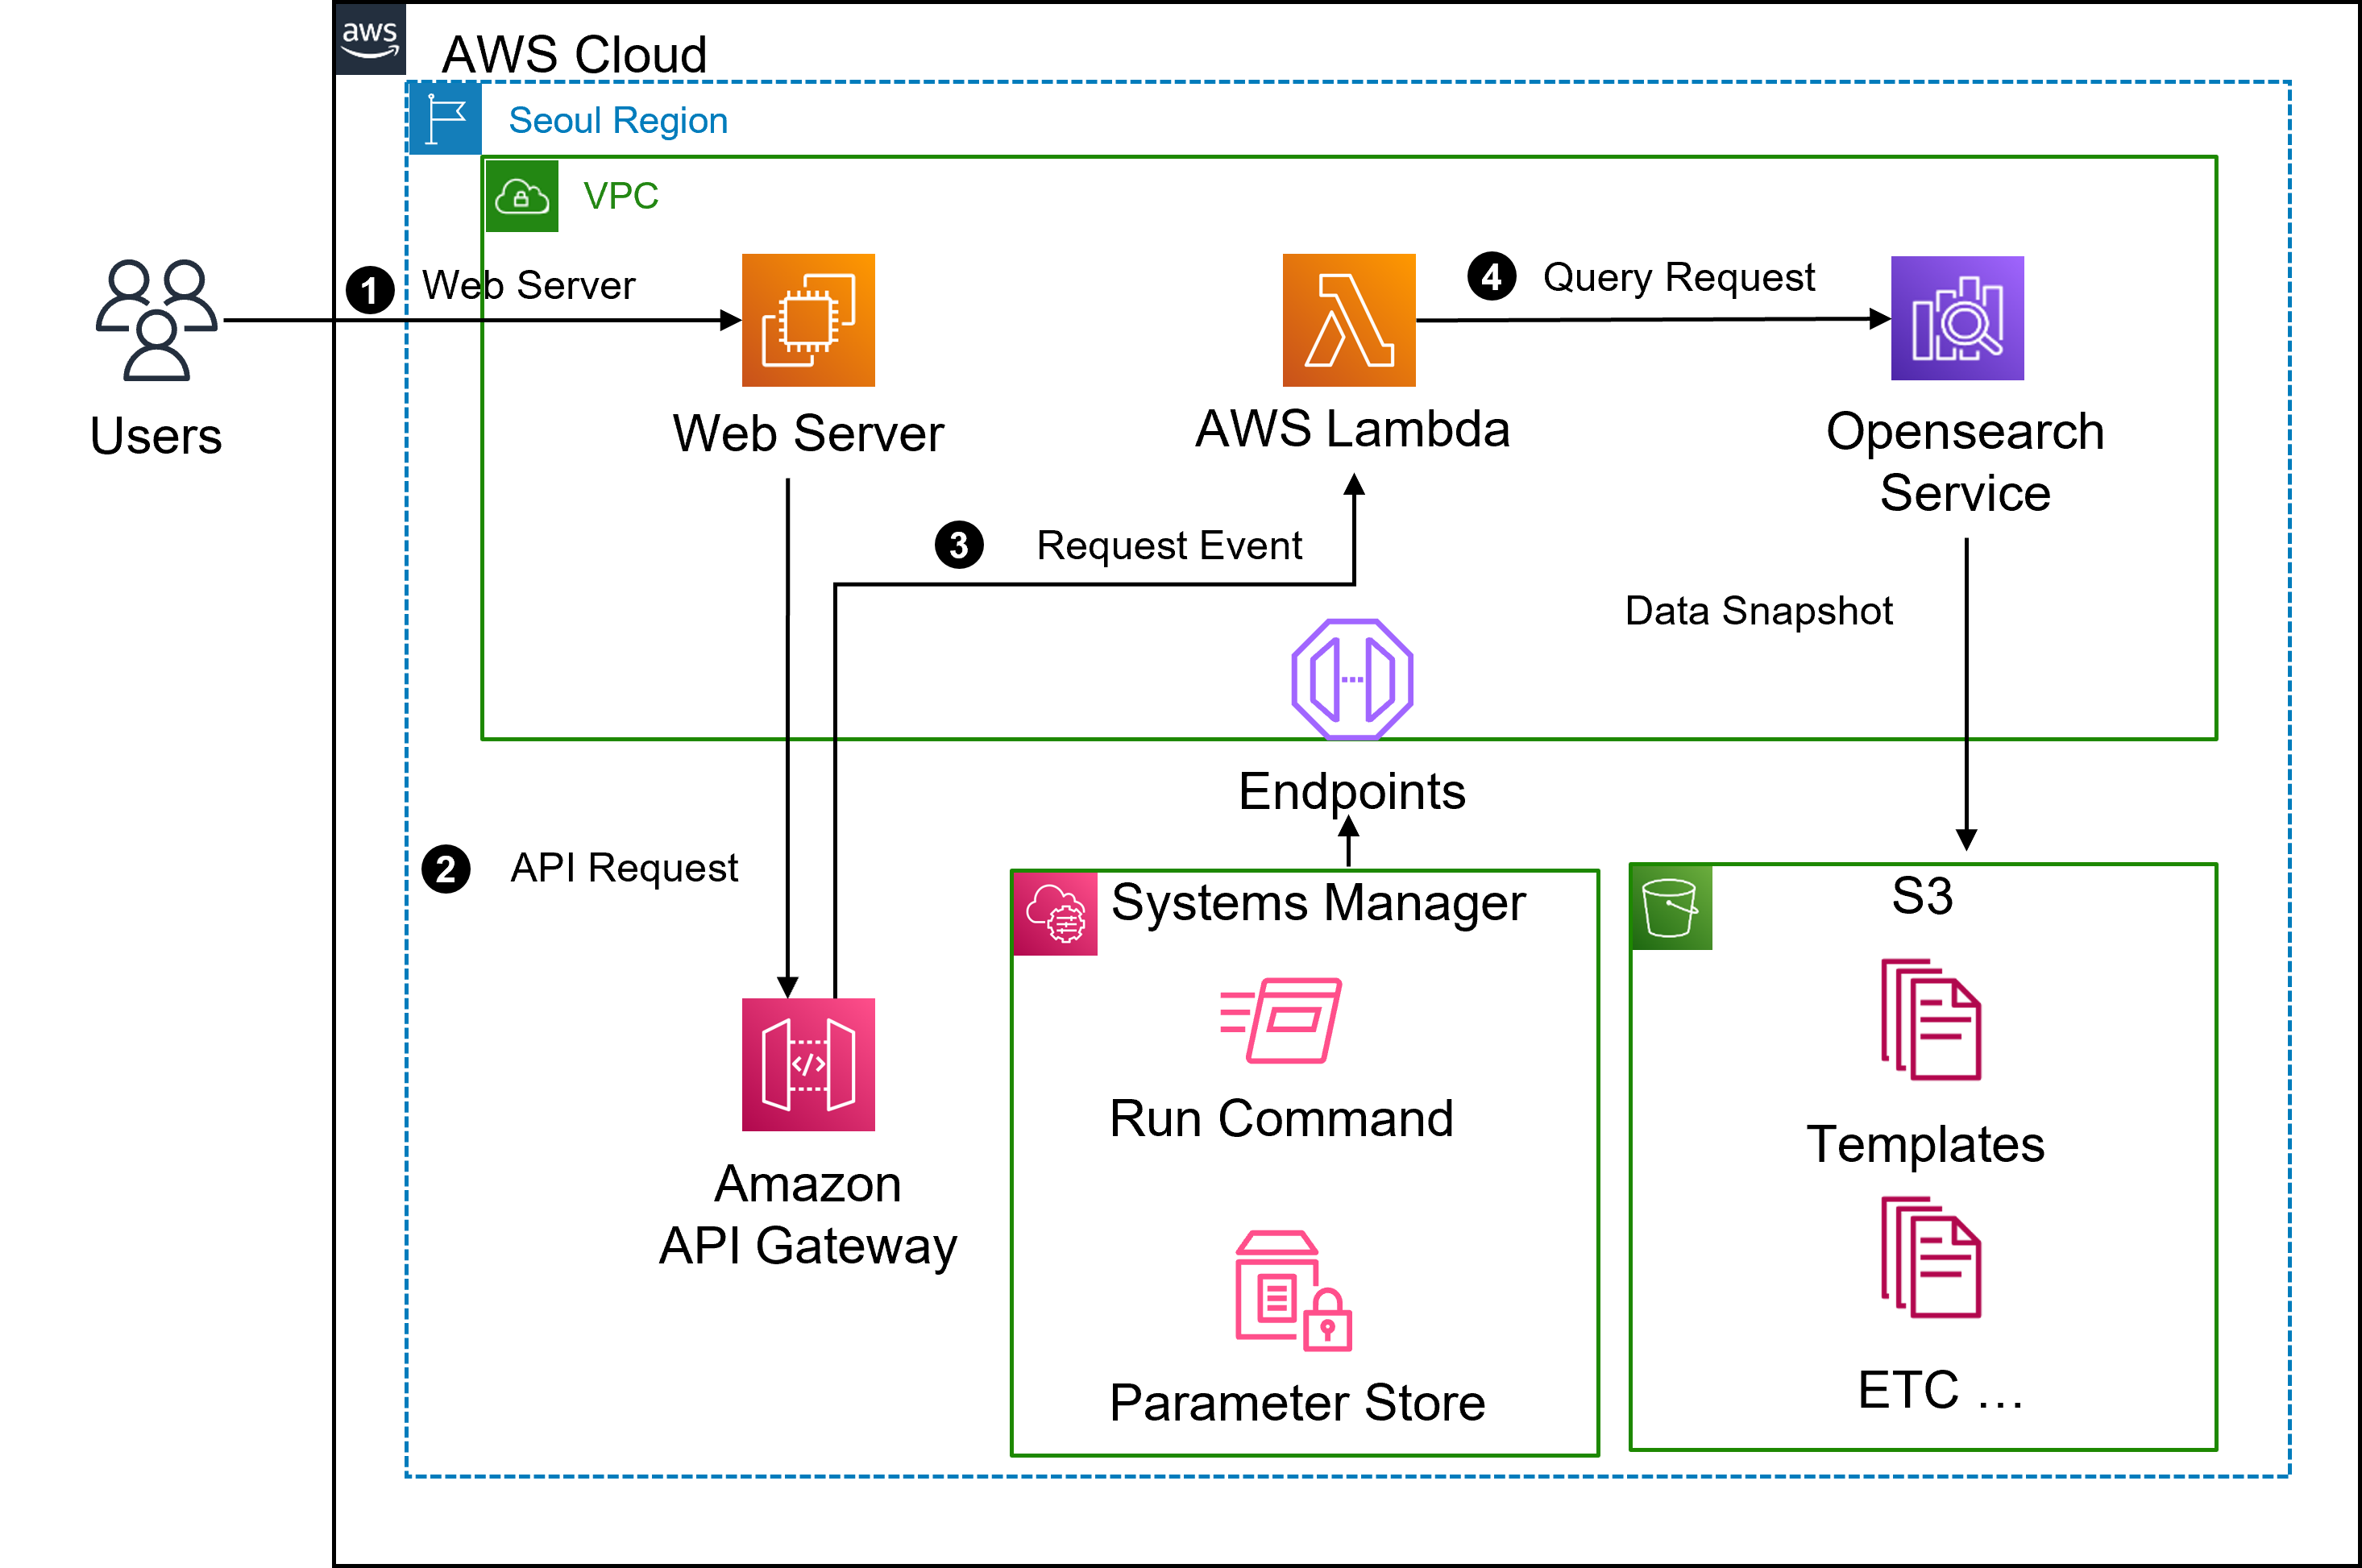 aws
AWS Cloud
Seoul Region
VPC
1 Web Server
4 Query Request
Users
Web Server
AWS Lambda
Opensearch
Service
3 Request Event
Data Snapshot
Endpoints
2 API Request
Systems Manager
S3
</>
Run Command
Templates
Amazon
API Gateway
Parameter Store
ETC ...